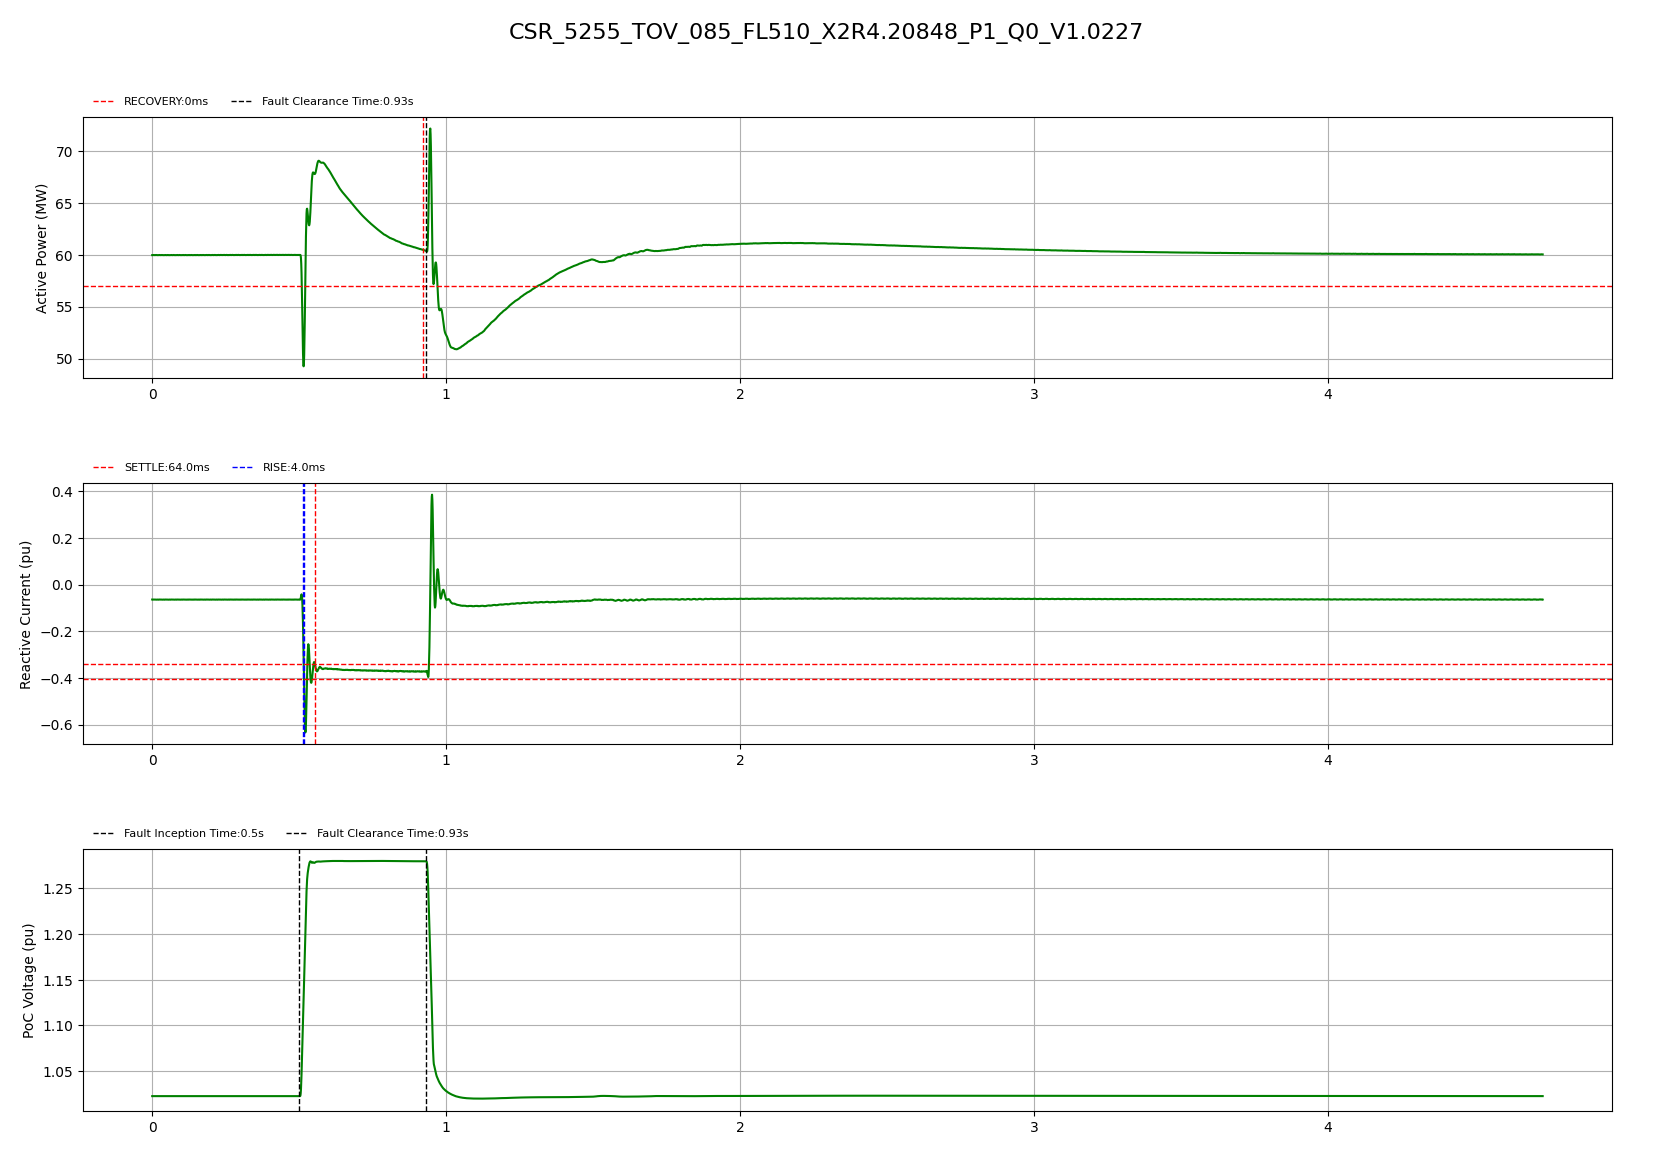 CSR_5255_TOV_085_FL510_X2R4.20848_P1_Q0_V1.0227
RECOVERY:0ms Fault Clearance Time:0.93s
Active Power (MW)
70
65
60
55
50
0 1 2 3 4
SETTLE:64.0ms RISE:4.0ms
Reactive Current (pu)
0.4
0.2
0.0
−0.2
−0.4
−0.6
0 1 2 3 4
Fault Inception Time:0.5s Fault Clearance Time:0.93s
PoC Voltage (pu)
1.25
1.20
1.15
1.10
1.05
0 1 2 3 4